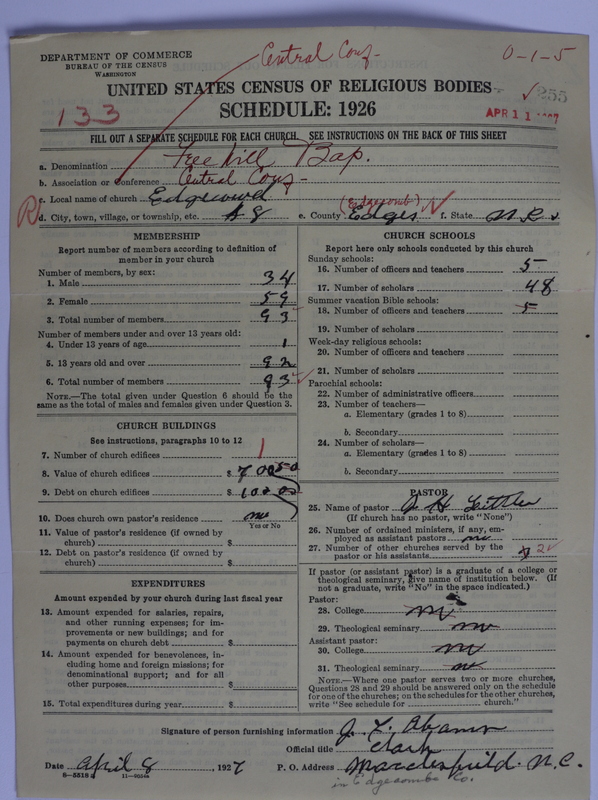 Central Conf-
0-1-5
DEPARTMENT OF COMMERCE
BUREAU OF THE CENSUS
WASHINGTON
UNITED STATES CENSUS OF RELIGIOUS BODIES
255
133
SCHEDULE: 1926
APR 11
FILL OUT A SEPARATE SCHEDULE FOR EACH CHURCH. SEE INSTRUCTIONS ON THE BACK OF THIS SHEET
a. Denomination Free will Bap.
b. Association or Conference Central Conf-
c. Local name of church Edgewood
(Edgecomb)
d. City, town, village, or township, etc. #8 e. County Edge f. State
MEMBERSHIP
Report number of members according to definition of member in your church
Number of members, by sex:
1. Male 34
2. Female 59
3. Total number of members 93
Number of members under and over 13 years old:
4. Under 13 years of age 1
5. 13 years old and over 92
6. Total number of members 93
NOTE.—The total given under Question 6 should be the
same as the total of males and females given under Question 3.
CHURCH BUILDINGS
See instructions, paragraphs 10 to 12
7. Number of church edifices 1
8. Value of church edifices $
9. Debt on church edifices $
10. Does church own pastor's residence no
Yes or No
11. Value of pastor's residence (if owned by
church) $
12. Debt on pastor's residence (if owned by
church) $
EXPENDITURES
Amount expended by your church during last fiscal year
13. Amount expended for salaries, repairs,
and other running expenses; for im-
provements or new buildings; and for
payments on church debt $
14. Amount expended for benevolences, in-
cluding home and foreign missions; for
denominational support; and for all
other purposes $
15. Total expenditures during year $
CHURCH SCHOOLS
Report here only schools conducted by this church
Sunday schools:
16. Number of officers and teachers 5
17. Number of scholars 48
Summer vacation Bible schools:
18. Number of officers and teachers 5
19. Number of scholars
Week-day religious schools:
20. Number of officers and teachers
21. Number of scholars
Parochial schools:
22. Number of administrative officers
23. Number of teachers—
a. Elementary (grades 1 to 8)
b. Secondary
24. Number of scholars—
a. Elementary (grades 1 to 8)
b. Secondary
PASTOR
25. Name of pastor
(If church has no pastor, write "None")
26. Number of ordained ministers, if any, em-
ployed as assistant pastors no
27. Number of other churches served by the
pastor or his assistants 2
If pastor (or assistant pastor) is a graduate of a college or
theological seminary, give name of institution below. (If
not a graduate, write "No" in the space indicated.)
Pastor:
28. College no
29. Theological seminary no
Assistant pastor:
30. College no
31. Theological seminary no
NOTE.—Where one pastor serves two or more churches,
Questions 28 and 29 should be answered only on the schedule
for one of the churches; on the schedules for the other churches,
write "See schedule for church."
Signature of person furnishing information
Official title Clark
Date April 8, 1927 P. O. Address Macclesfield. N.C.
8—5518
in Edgecombe Co.